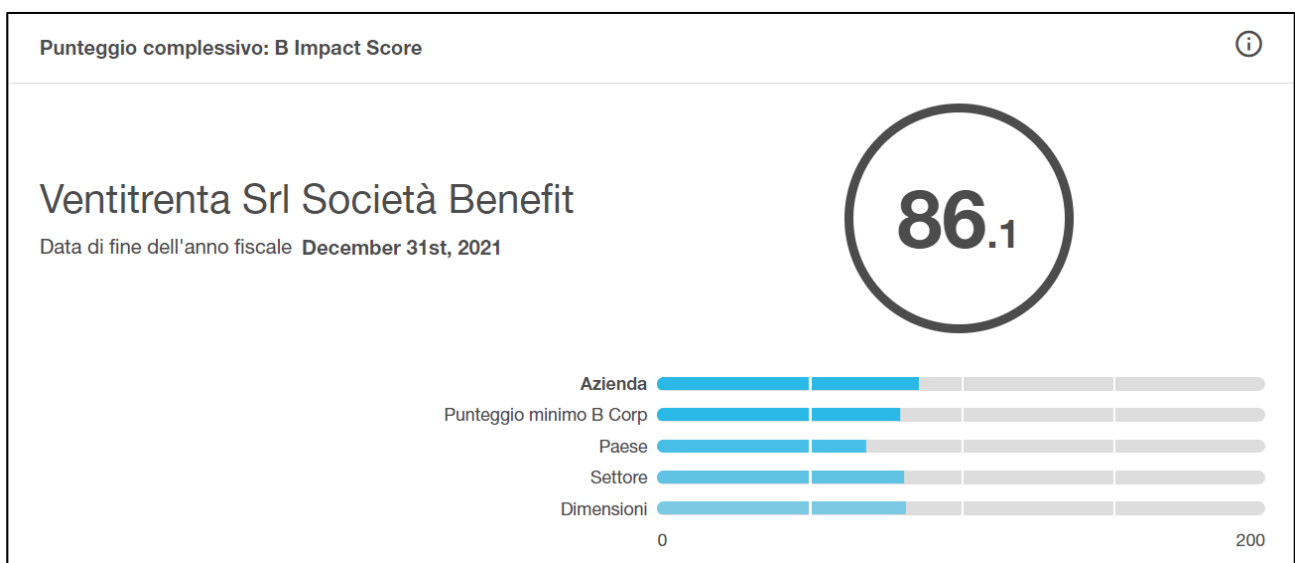 Punteggio complessivo: B Impact Score
Ventitrenta Srl Società Benefit
Data di fine dell'anno fiscale December 31st, 2021
86.1
Azienda
Punteggio minimo B Corp
Paese
Settore
Dimensioni
0 200